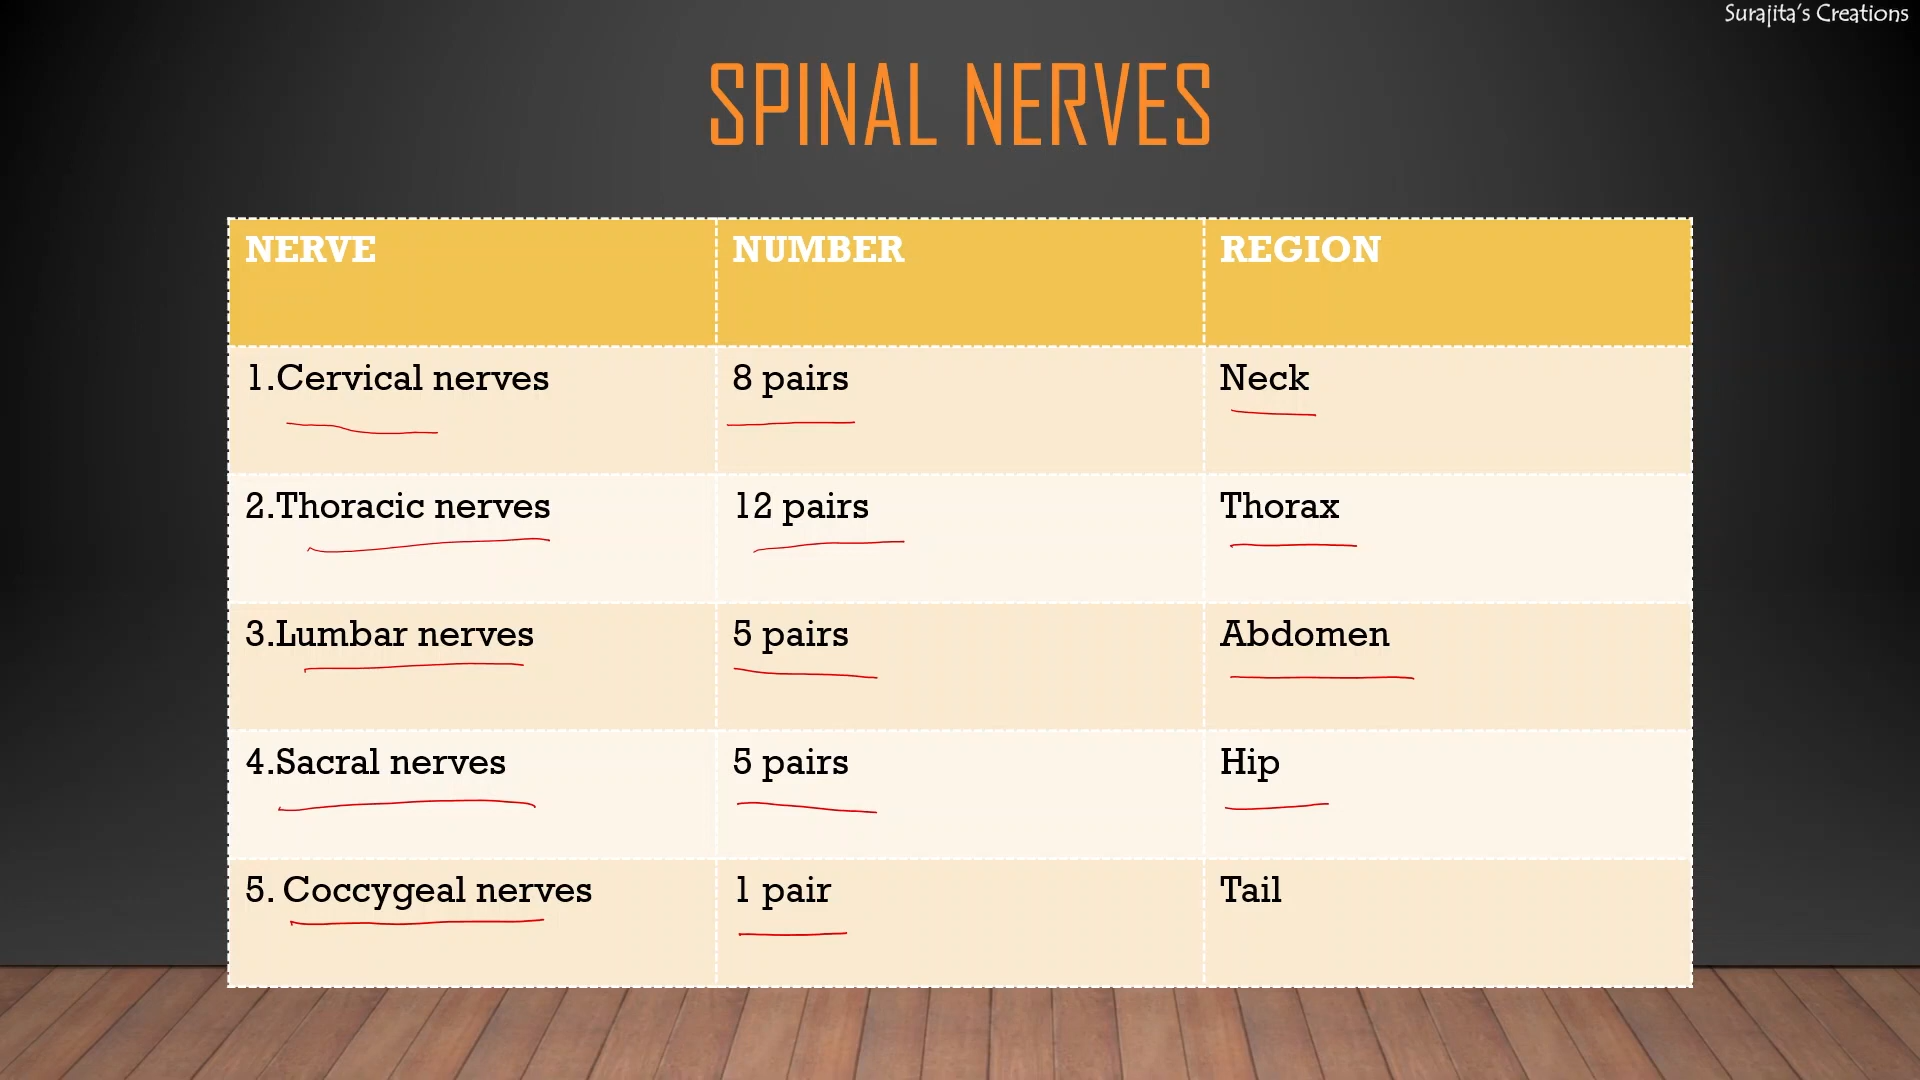 Surajita's Creations
SPINAL NERVES
NERVE NUMBER REGION
1.Cervical nerves 8 pairs Neck
2.Thoracic nerves 12 pairs Thorax
3.Lumbar nerves 5 pairs Abdomen
4.Sacral nerves 5 pairs Hip
5. Coccygeal nerves 1 pair Tail